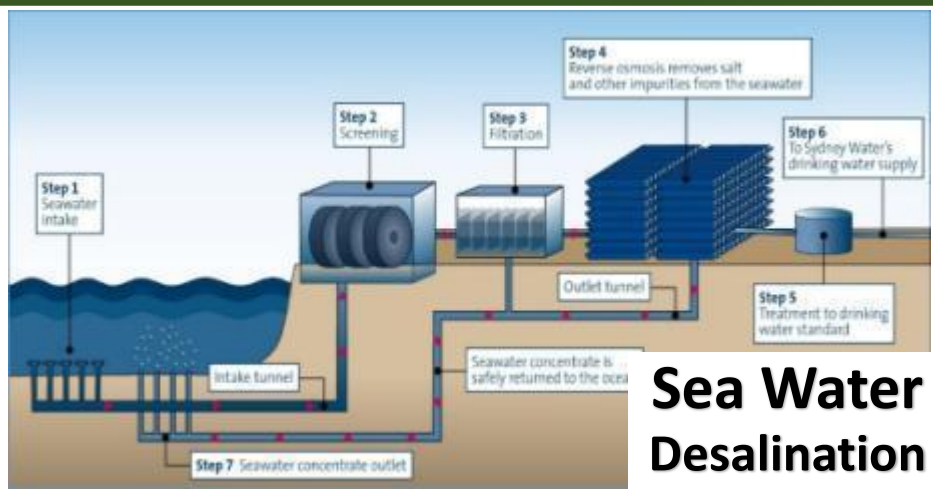 Step 1
Seawater
intake
Step 2
Screening
Step 3
Filtration
Step 4
Reverse osmosis removes salt
and other impurities from the seawater
Step 6
To Sydney Water's
drinking water supply
Step 5
Treatment to drinking
water standard
Outlet tunnel
Intake tunnel
Seawater concentrate is
safely returned to the ocea
Step 7 Seawater concentrate outlet
Sea Water
Desalination